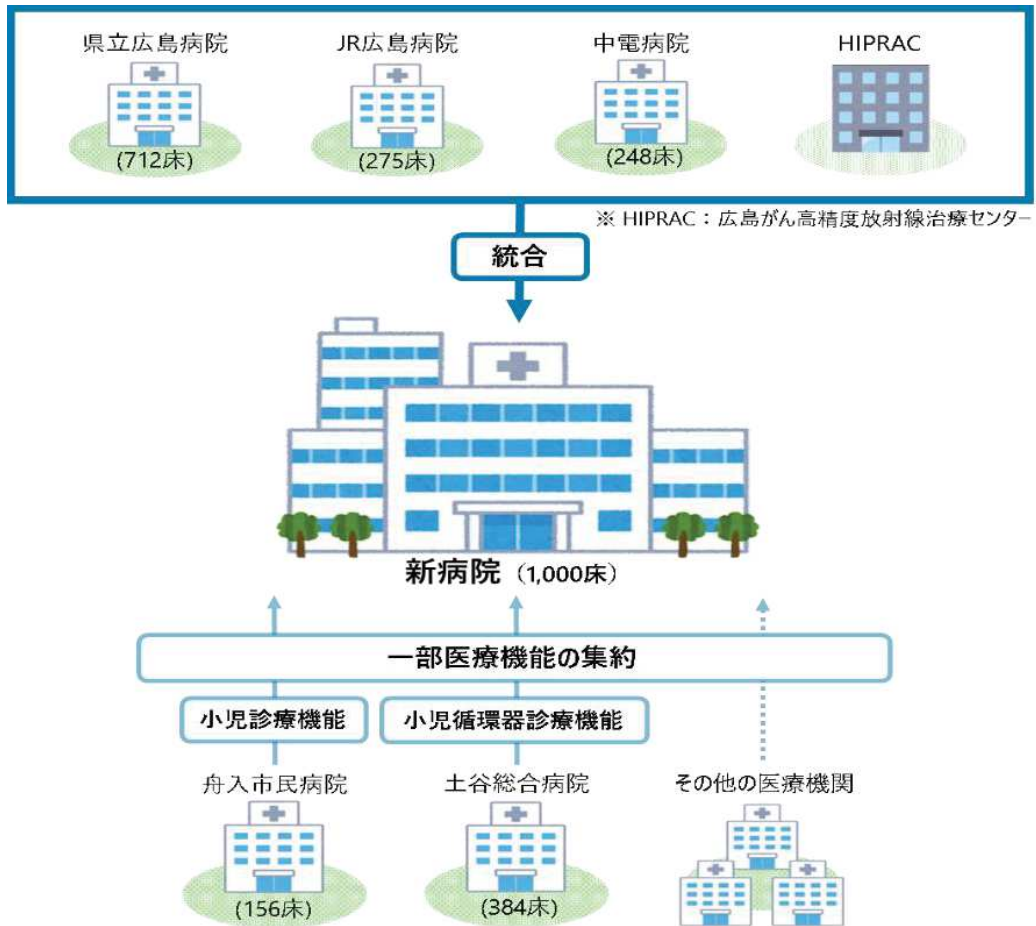 県立広島病院
JR広島病院
中電病院
HIPRAC
(712床)
(275床)
(248床)
※ HIPRAC：広島がん高精度放射線治療センター
統合
新病院（1,000床）
一部医療機能の集約
小児診療機能
小児循環器診療機能
舟入市民病院
土谷総合病院
その他の医療機関
(156床)
(384床)